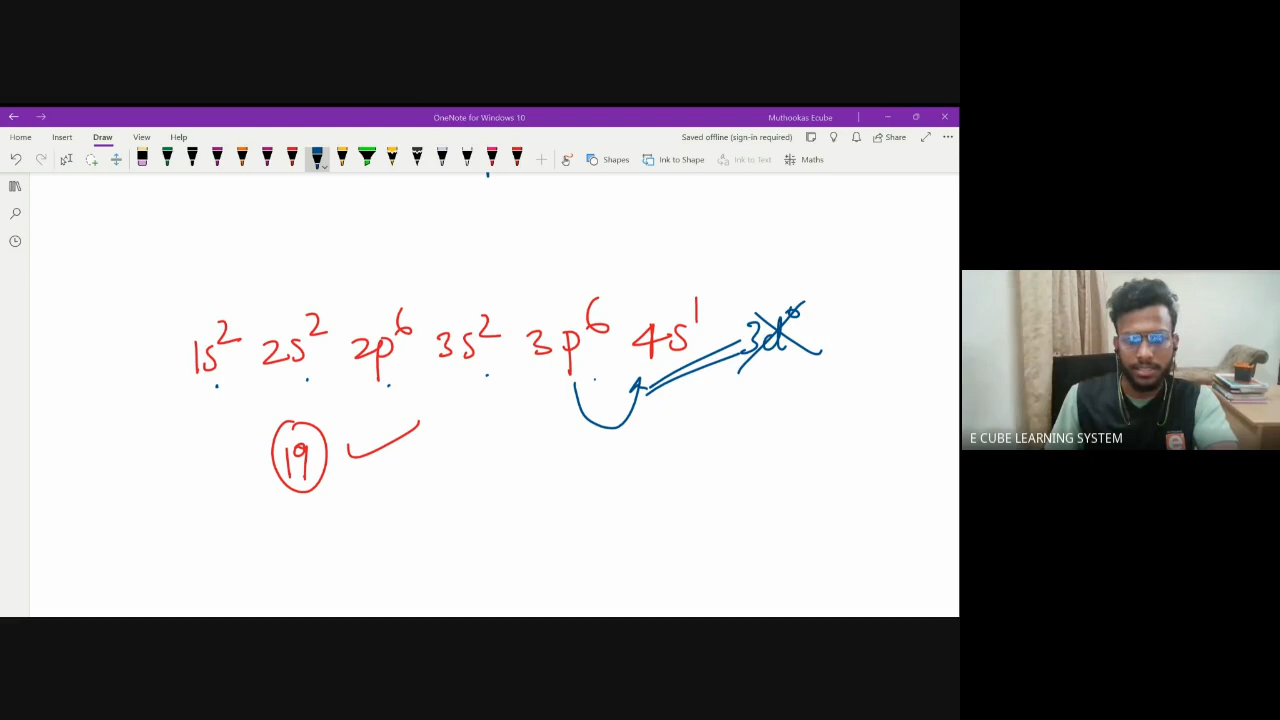 OneNote for Windows 10
Muthookas Ecube
Home Insert Draw View Help
Saved offline (sign-in required)
Share
Shapes
Ink to Shape
Ink to Text
Maths
1s² 2s² 2p⁶ 3s² 3p⁶ 4s¹ 3d⁰
19
E CUBE LEARNING SYSTEM